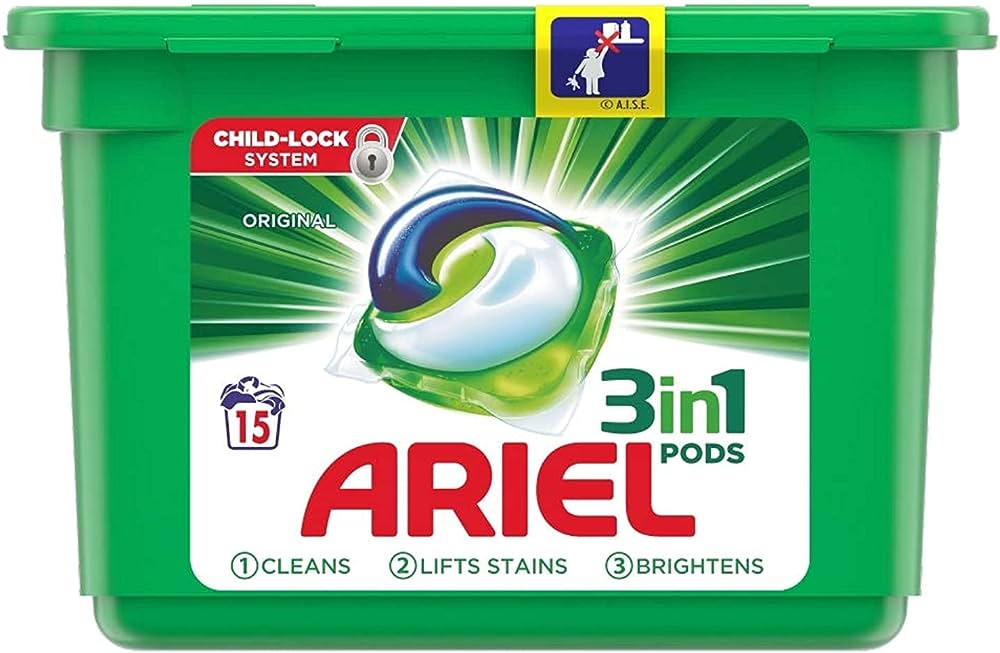 © A.I.S.E.
CHILD-LOCK
SYSTEM
ORIGINAL
15
3in1
PODS
ARIEL
1 CLEANS 2 LIFTS STAINS 3 BRIGHTENS